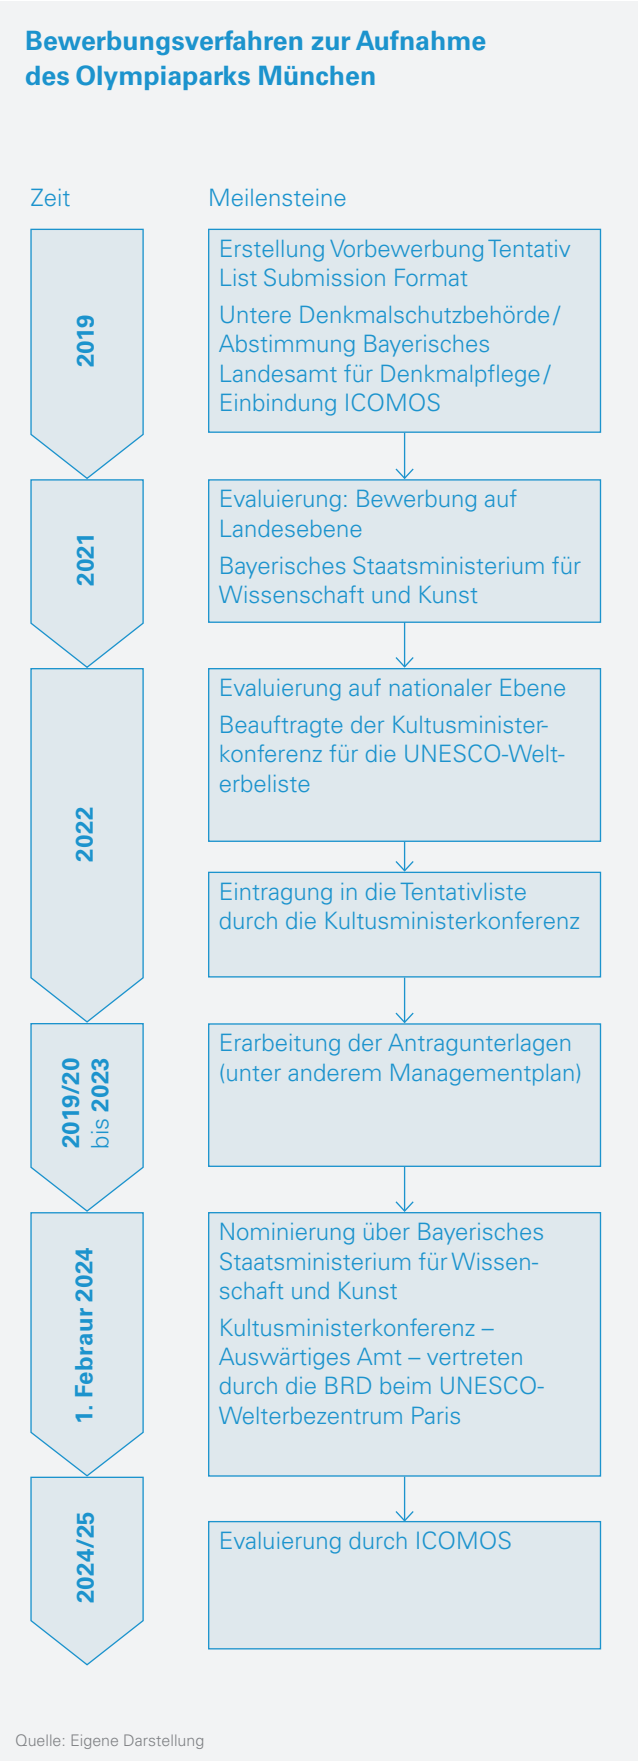 Bewerbungsverfahren zur Aufnahme
des Olympiaparks München
Zeit
Meilensteine
2019
Erstellung Vorbewerbung Tentativ
List Submission Format
Untere Denkmalschutzbehörde/
Abstimmung Bayerisches
Landesamt für Denkmalpflege/
Einbindung ICOMOS
2021
Evaluierung: Bewerbung auf
Landesebene
Bayerisches Staatsministerium für
Wissenschaft und Kunst
2022
Evaluierung auf nationaler Ebene
Beauftragte der Kultusminister-
konferenz für die UNESCO-Welt-
erbeliste
Eintragung in die Tentativliste
durch die Kultusministerkonferenz
2019/20
bis 2023
Erarbeitung der Antragunterlagen
(unter anderem Managementplan)
1. Febraur 2024
Nominierung über Bayerisches
Staatsministerium für Wissen-
schaft und Kunst
Kultusministerkonferenz –
Auswärtiges Amt – vertreten
durch die BRD beim UNESCO-
Welterbezentrum Paris
2024/25
Evaluierung durch ICOMOS
Quelle: Eigene Darstellung